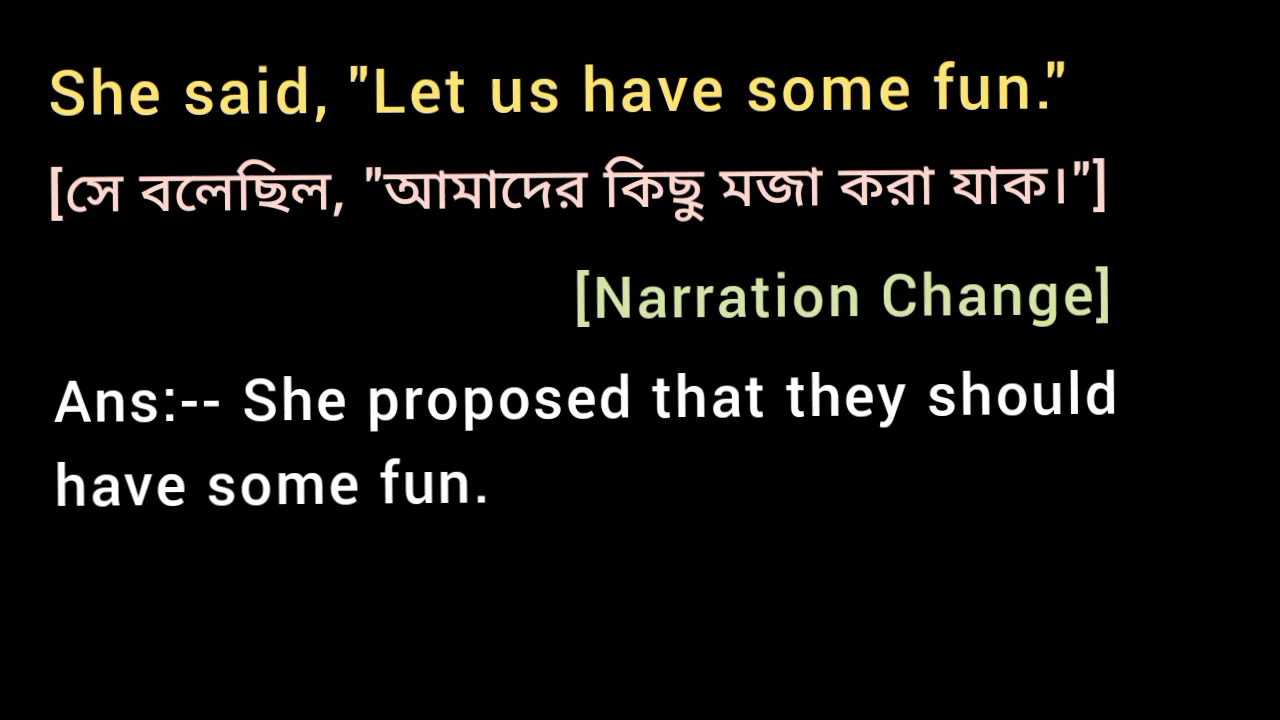 She said, "Let us have some fun."
[সে বলেছিল, "আমাদের কিছু মজা করা যাক।"]
[Narration Change]
Ans:-- She proposed that they should
have some fun.